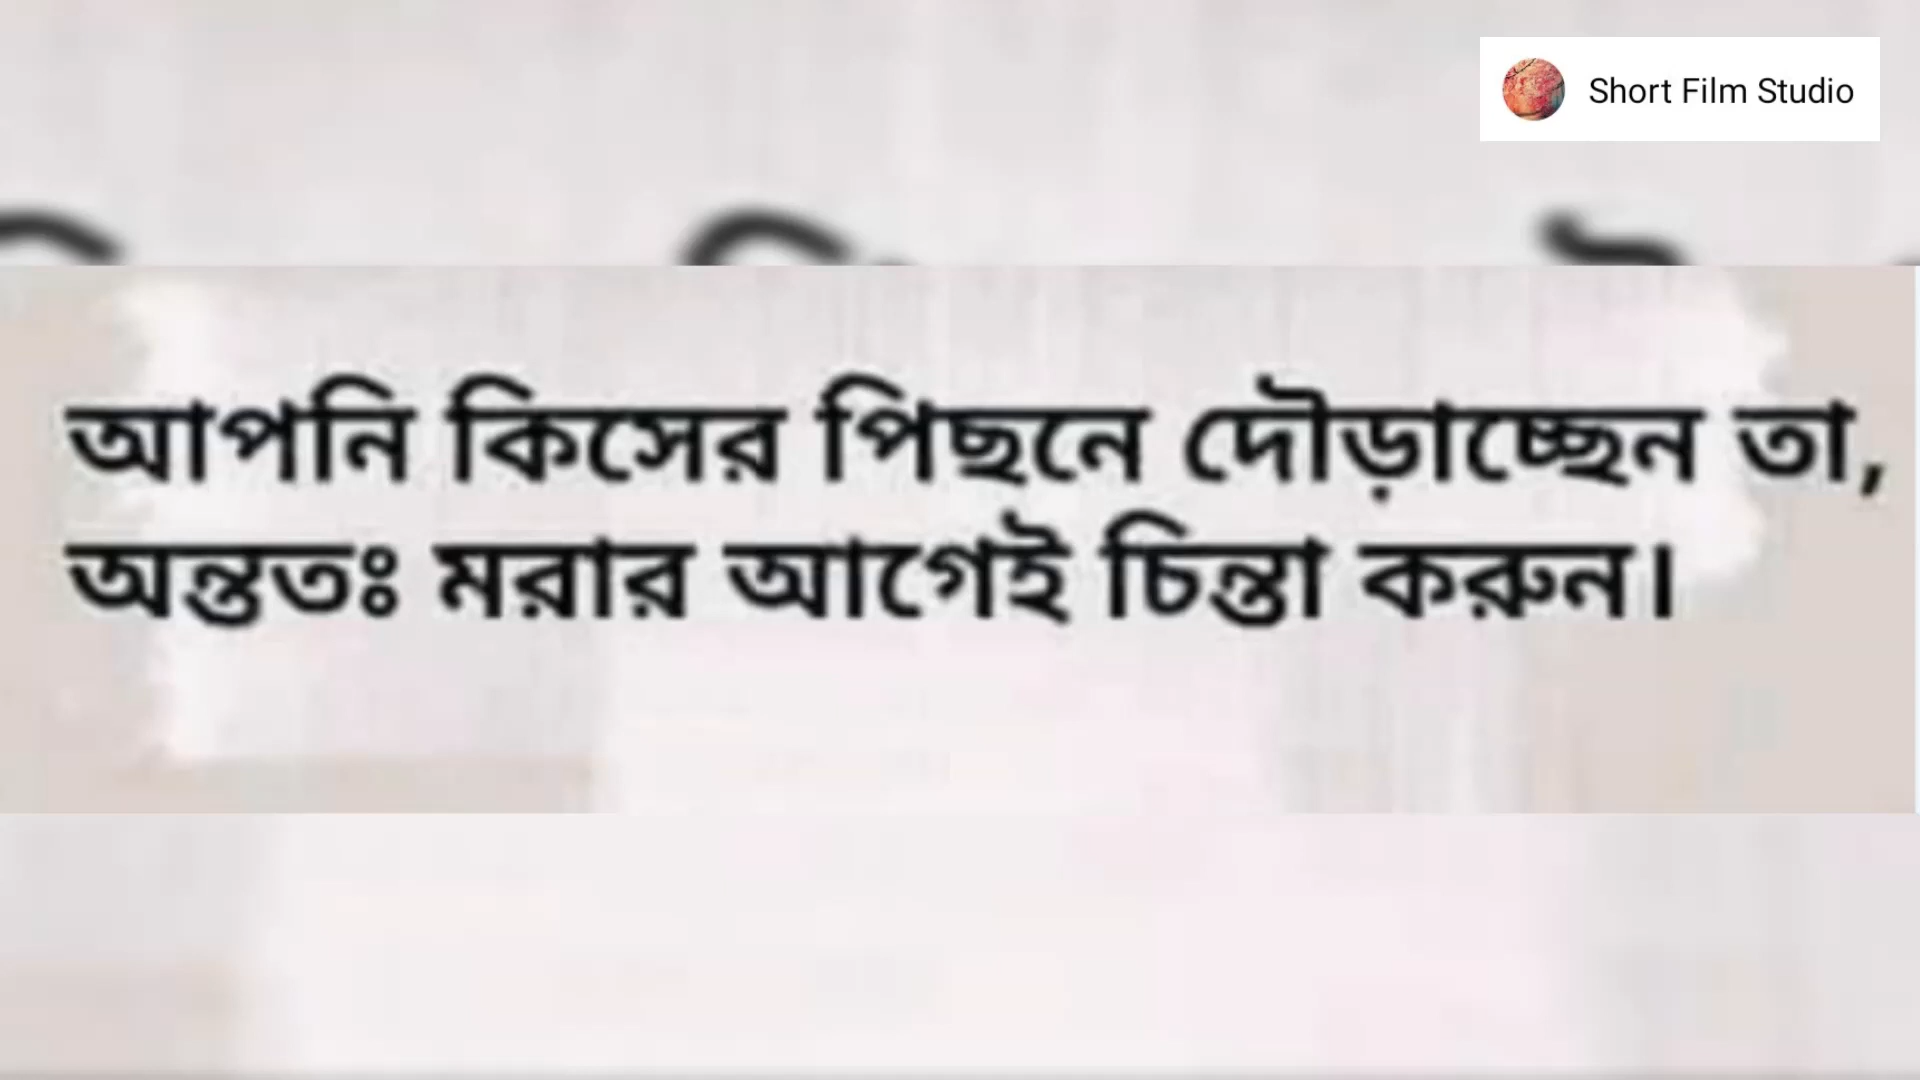 Short Film Studio
আপনি কিসের পিছনে দৌড়াচ্ছেন তা,
অন্ততঃ মরার আগেই চিন্তা করুন।